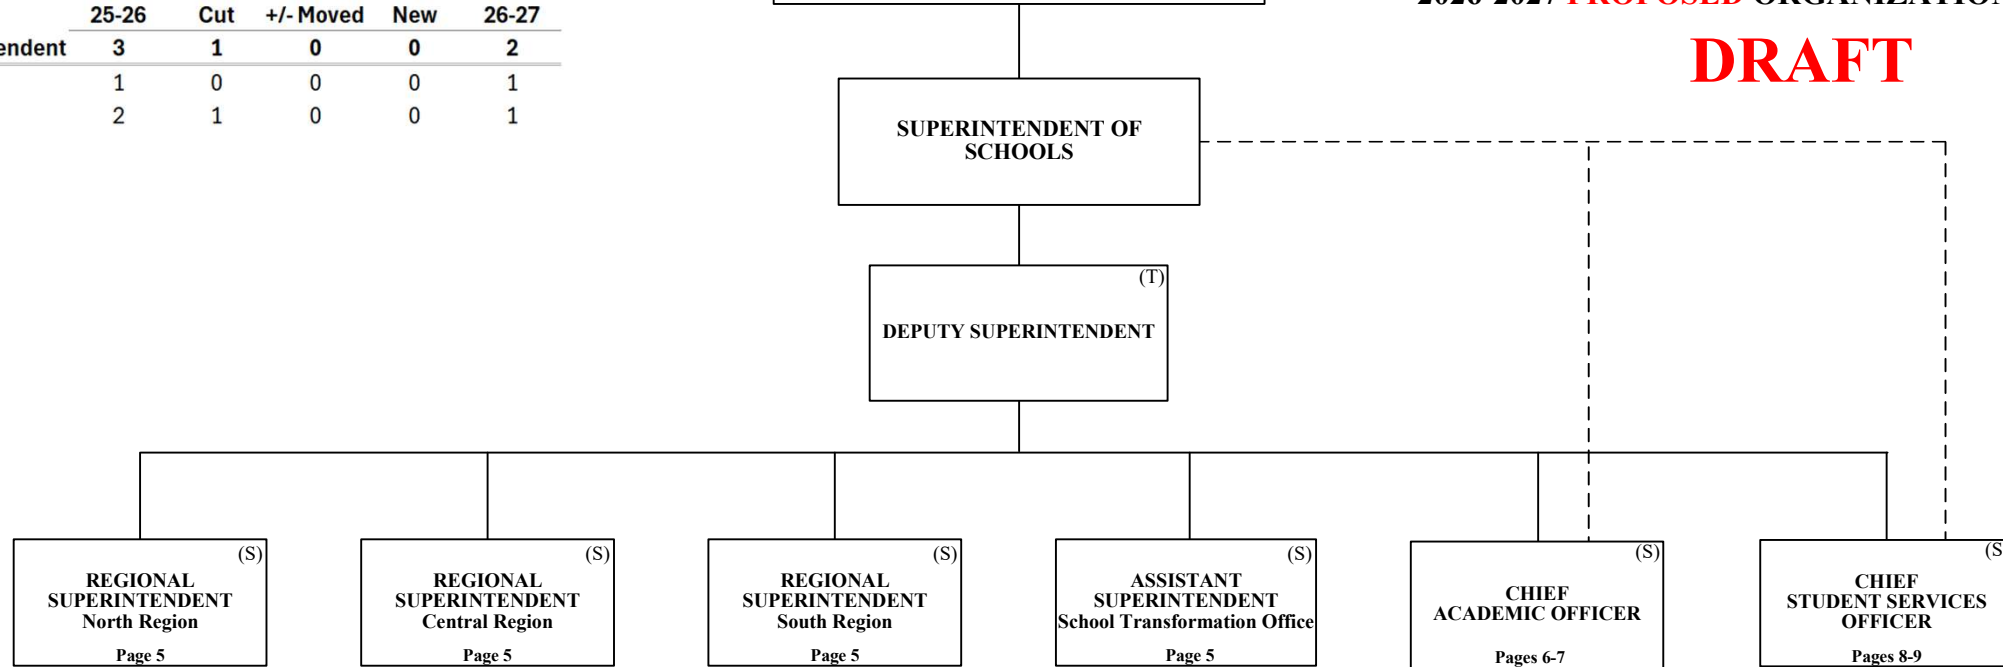 25-26 Cut +/- Moved New 26-27
3 1 0 0 2
1 0 0 0 1
2 1 0 0 1
PROPOSED
DRAFT
SUPERINTENDENT OF
SCHOOLS
(T)
DEPUTY SUPERINTENDENT
(S)
REGIONAL
SUPERINTENDENT
North Region
Page 5
(S)
REGIONAL
SUPERINTENDENT
Central Region
Page 5
(S)
REGIONAL
SUPERINTENDENT
South Region
Page 5
(S)
ASSISTANT
SUPERINTENDENT
School Transformation Office
Page 5
(S)
CHIEF
ACADEMIC OFFICER
Pages 6-7
(S
CHIEF
STUDENT SERVICES
OFFICER
Pages 8-9